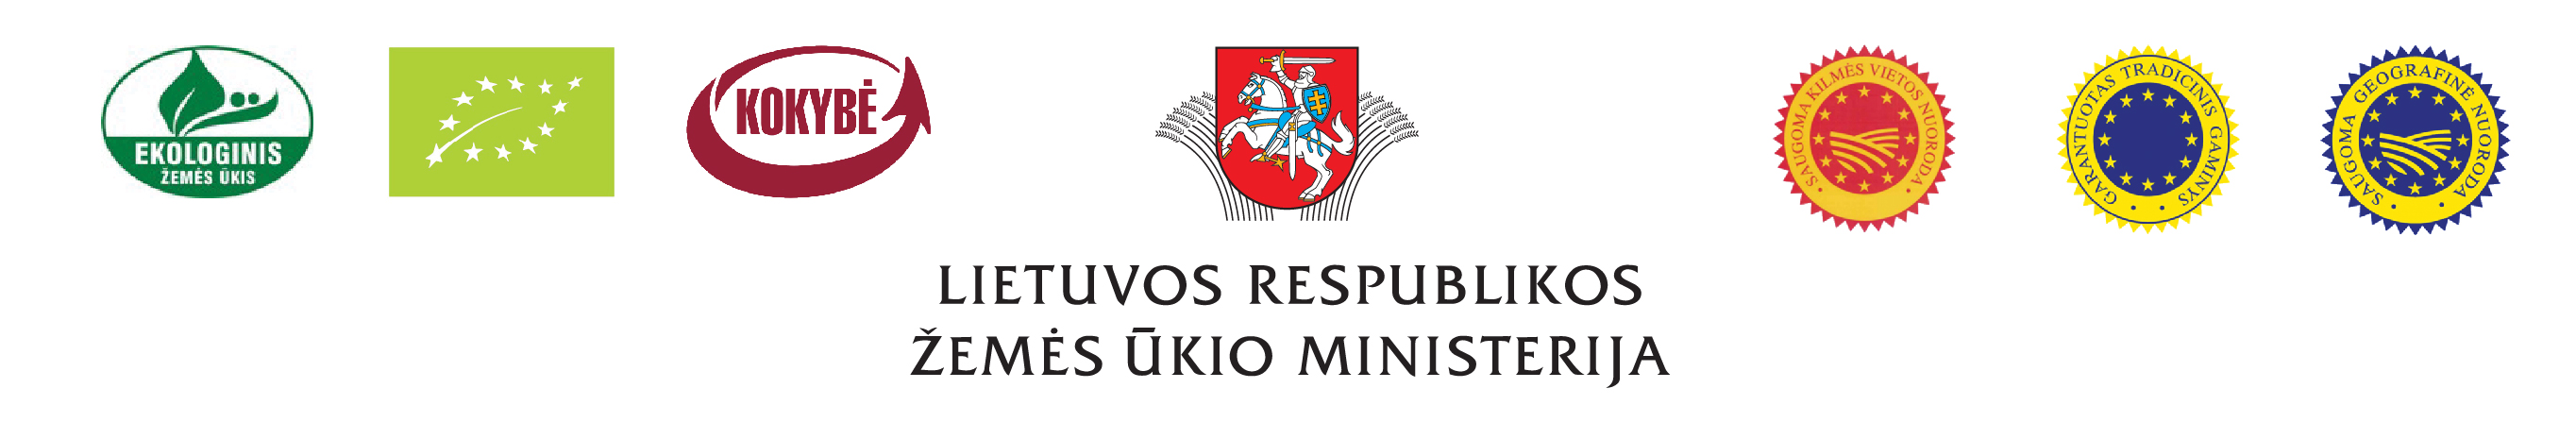 EKOLOGINIS
ŽEMĖS ŪKIS
KOKYBĖ
LIETUVOS RESPUBLIKOS
ŽEMĖS ŪKIO MINISTERIJA
SAUGOMA KILMĖS VIETOS NUORODA
GARANTUOTAS TRADICINIS GAMINYS
SAUGOMA GEOGRAFINĖ NUORODA